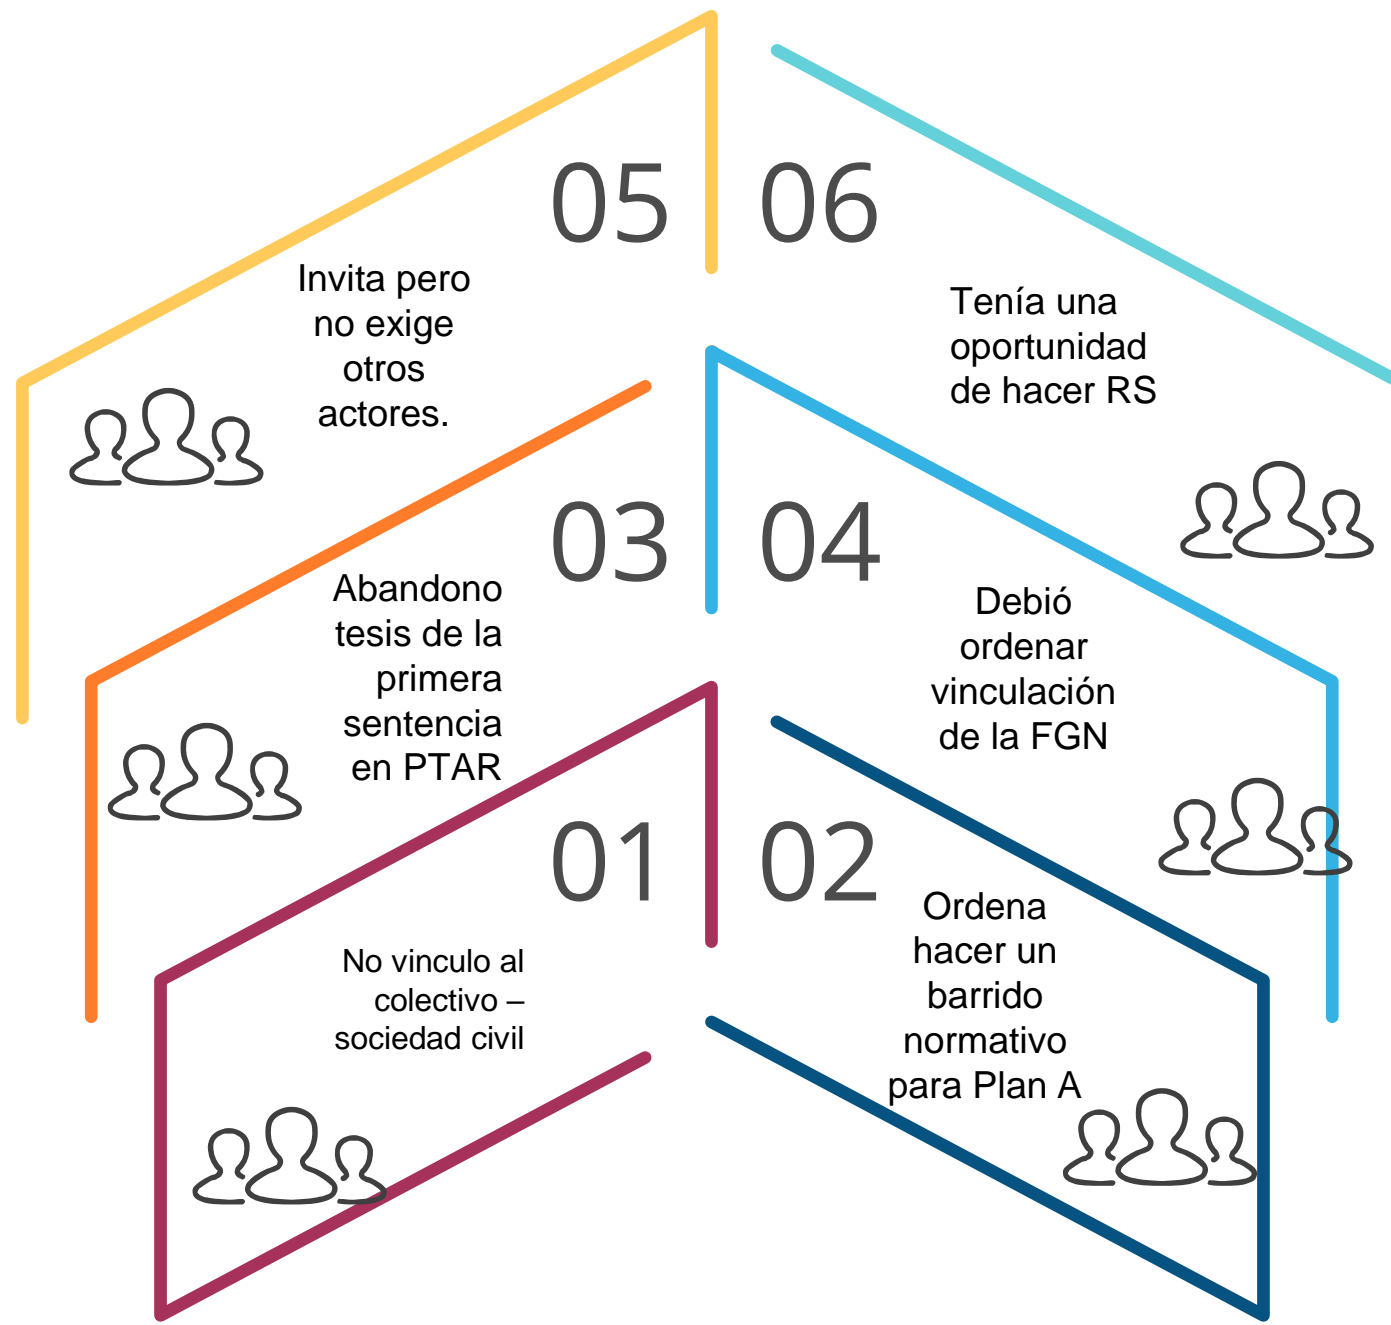 05
Invita pero
no exige
otros
actores.
06
Tenía una
oportunidad
de hacer RS
03
Abandono
tesis de la
primera
sentencia
en PTAR
04
Debió
ordenar
vinculación
de la FGN
01
No vinculo al
colectivo –
sociedad civil
02
Ordena
hacer un
barrido
normativo
para Plan A